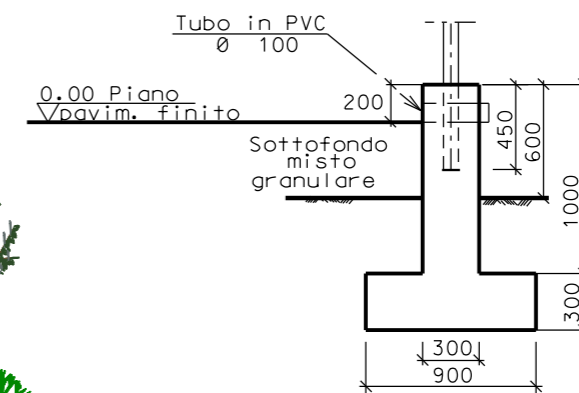 Tubo in PVC
Ø 100
0.00 Piano
pavim. finito
200
Sottofondo
misto
granulare
450
600
1000
300
300
900